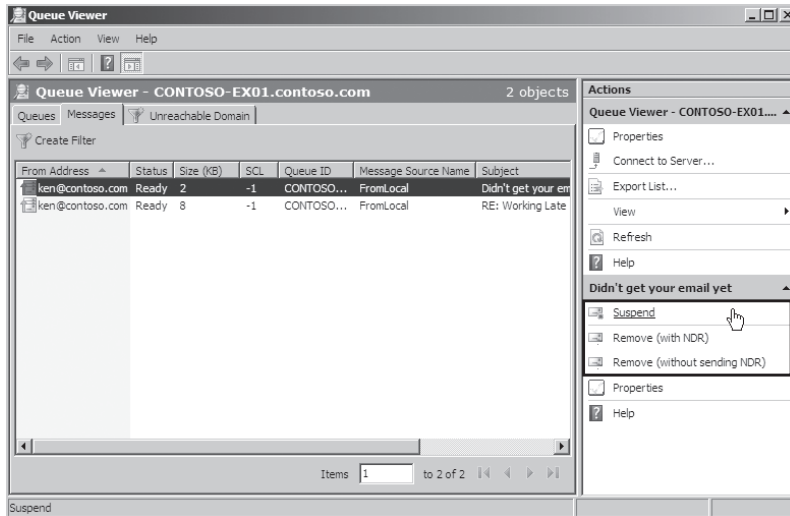 Queue Viewer
File Action View Help
Queue Viewer - CONTOSO-EX01.contoso.com 2 objects
Queues Messages Unreachable Domain
Create Filter
From Address Status Size (KB) SCL Queue ID Message Source Name Subject
ken@contoso.com Ready 2 -1 CONTOSO... FromLocal Didn't get your em
ken@contoso.com Ready 8 -1 CONTOSO... FromLocal RE: Working Late
Items 1 to 2 of 2
Suspend
Actions
Queue Viewer - CONTOSO-EX01....
Properties
Connect to Server...
Export List...
View
Refresh
Help
Didn't get your email yet
Suspend
Remove (with NDR)
Remove (without sending NDR)
Properties
Help